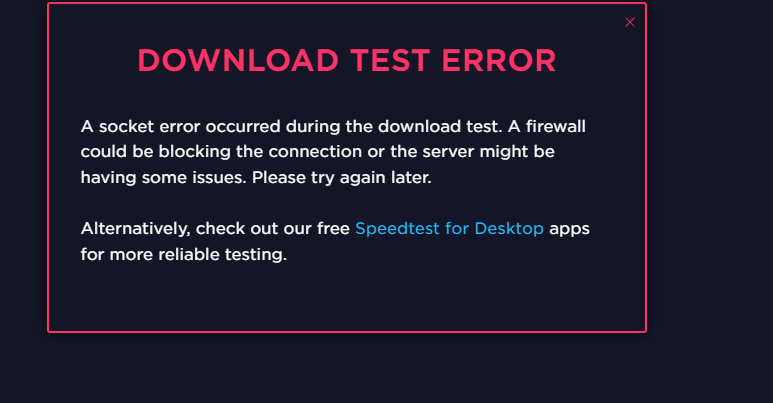 DOWNLOAD TEST ERROR
A socket error occurred during the download test. A firewall
could be blocking the connection or the server might be
having some issues. Please try again later.
Alternatively, check out our free Speedtest for Desktop apps
for more reliable testing.